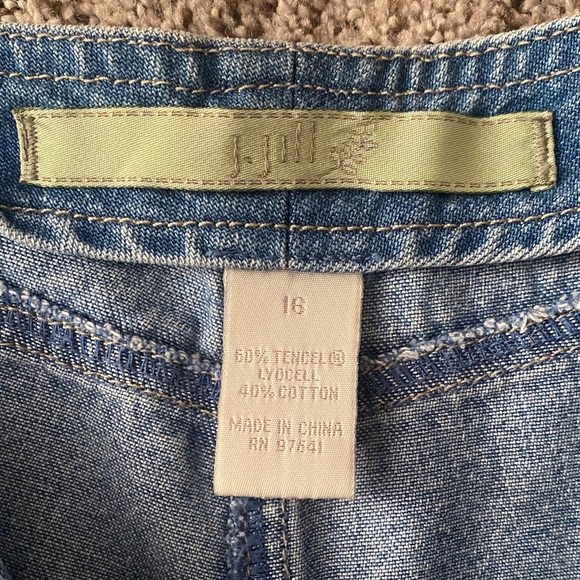 J.Jill
16
60% TENCEL®
LYOCELL
40% COTTON
MADE IN CHINA
RN 97641